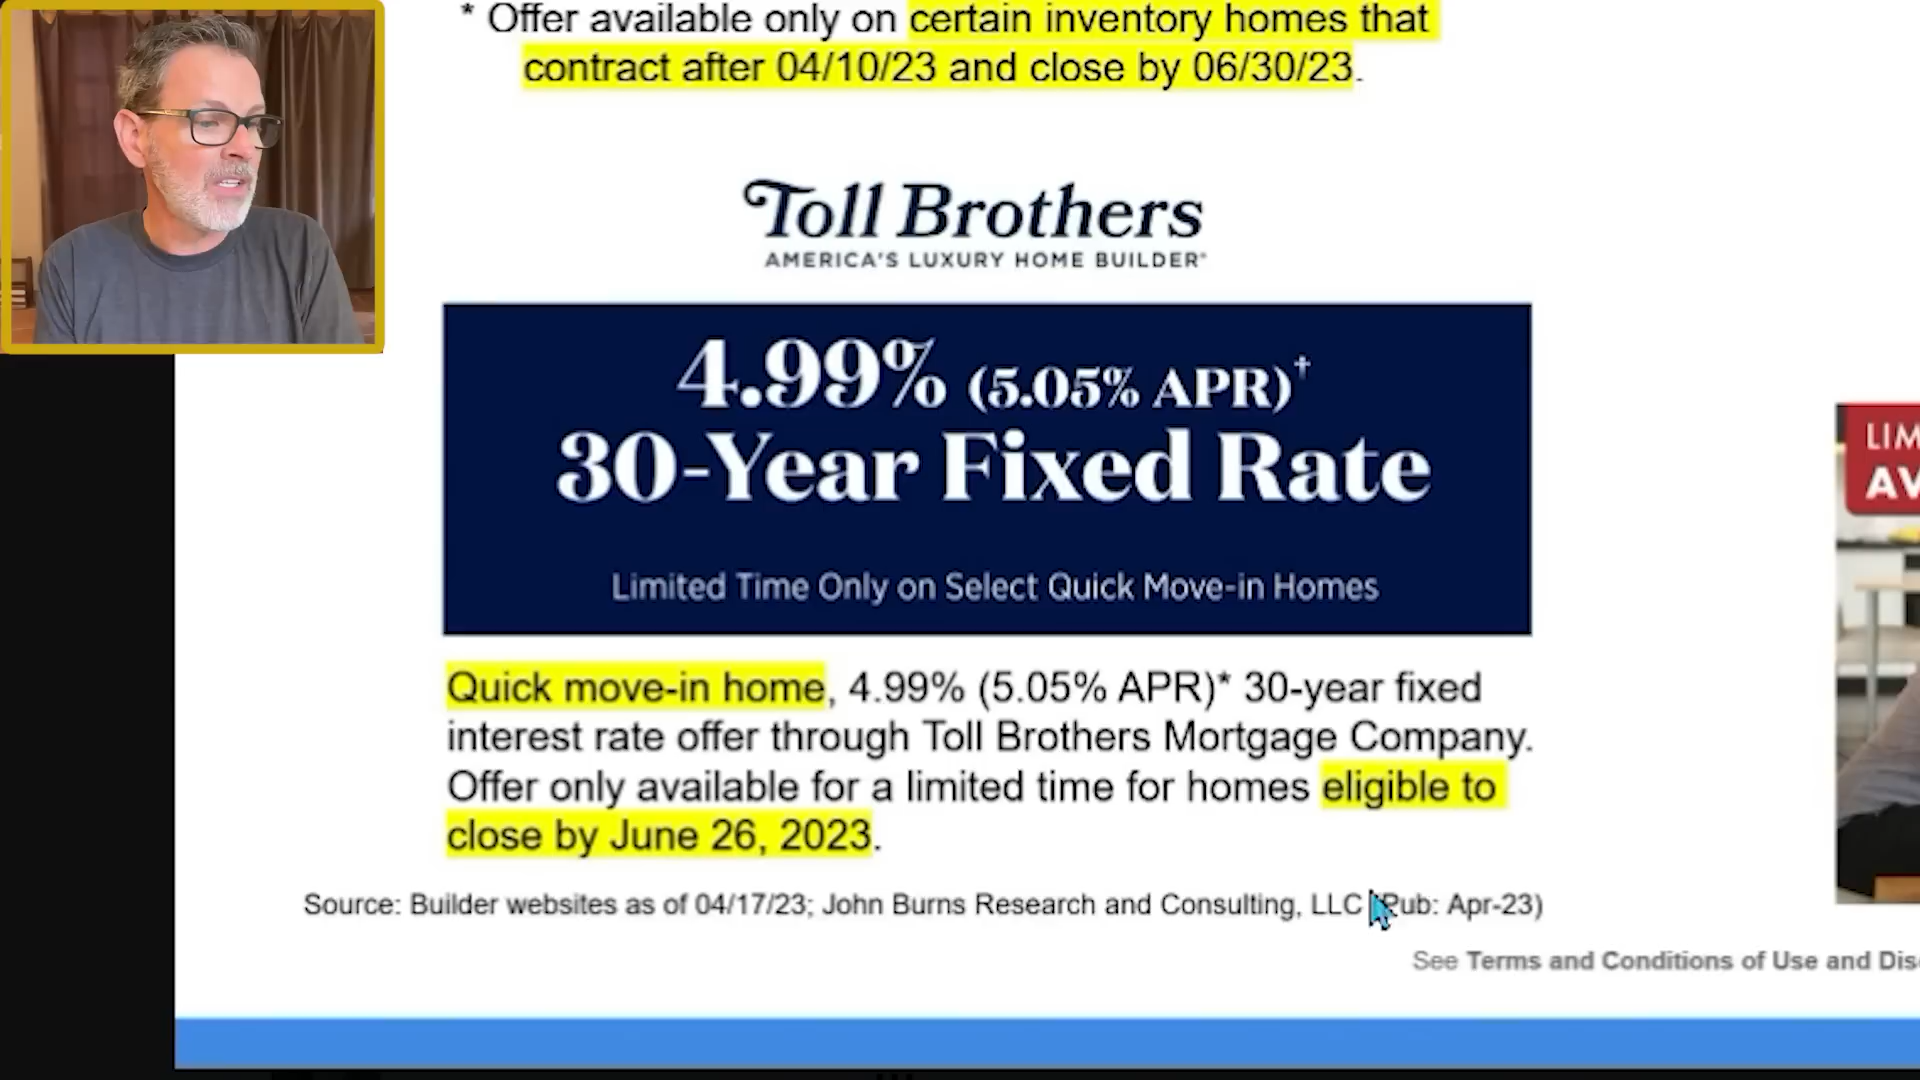 * Offer available only on certain inventory homes that
contract after 04/10/23 and close by 06/30/23.
Toll Brothers
AMERICA'S LUXURY HOME BUILDER®
4.99% (5.05% APR)†
30-Year Fixed Rate
Limited Time Only on Select Quick Move-in Homes
Quick move-in home, 4.99% (5.05% APR)* 30-year fixed
interest rate offer through Toll Brothers Mortgage Company.
Offer only available for a limited time for homes eligible to
close by June 26, 2023.
Source: Builder websites as of 04/17/23; John Burns Research and Consulting, LLC (Pub: Apr-23)
LIM
AV
See Terms and Conditions of Use and Dis